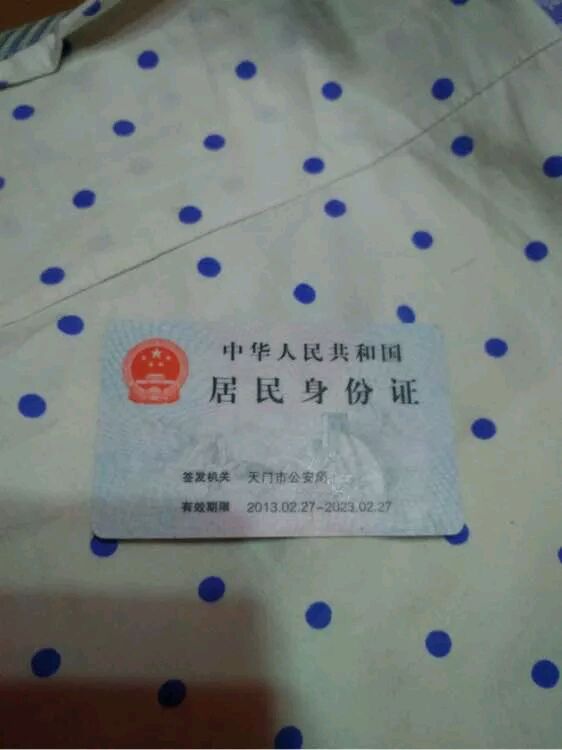 中华人民共和国
居民身份证
签发机关 天门市公安局
有效期限 2013.02.27-2023.02.27